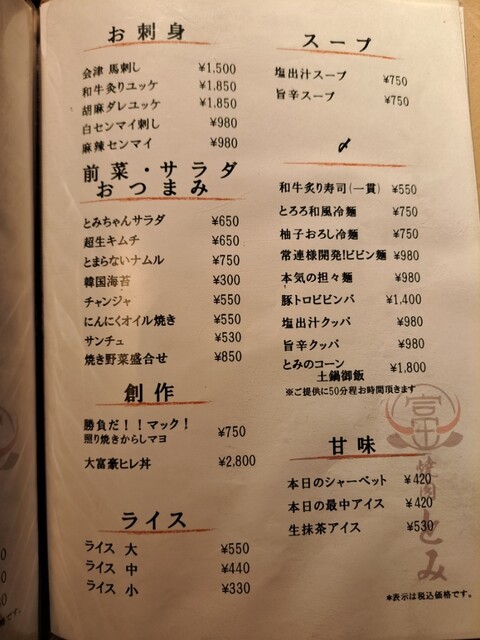 お刺身
会津 馬刺し ¥1,500
和牛炙りユッケ ¥1,850
胡麻ダレユッケ ¥1,850
白センマイ刺し ¥980
麻辣センマイ ¥980
前菜・サラダ
おつまみ
とみちゃんサラダ ¥650
超生キムチ ¥650
とまらないナムル ¥750
韓国海苔 ¥300
チャンジャ ¥550
にんにくオイル焼き ¥550
サンチュ ¥530
焼き野菜盛合せ ¥850
創作
勝負だ！！マック！
照り焼きからしマヨ ¥750
大富豪ヒレ丼 ¥2,800
ライス
ライス 大 ¥550
ライス 中 ¥440
ライス 小 ¥330
スープ
塩出汁スープ ¥750
旨辛スープ ¥750
〆
和牛炙り寿司(一貫) ¥550
とろろ和風冷麺 ¥750
柚子おろし冷麺 ¥750
常連様開発!ビビン麺 ¥980
本気の担々麺 ¥980
豚トロビビンバ ¥1,400
塩出汁クッパ ¥980
旨辛クッパ ¥980
とみのコーン
土鍋御飯 ¥1,800
※ご提供に50分程お時間頂きます
甘味
本日のシャーベット ¥420
本日の最中アイス ¥420
生抹茶アイス ¥530
富
焼肉とみ
*表示は税込価格です。